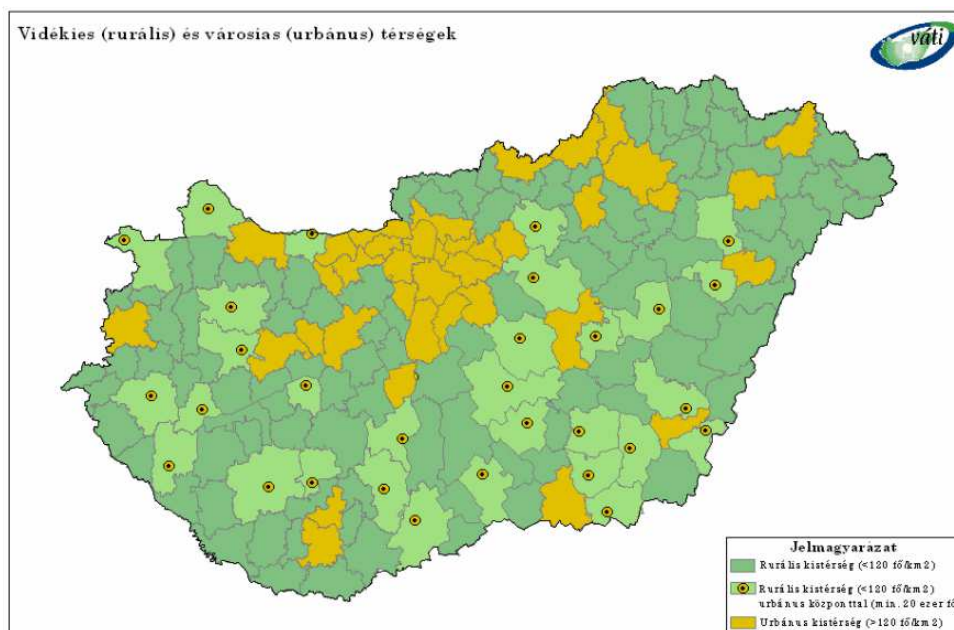 Vidékies (rurális) és városias (urbánus) térségek
váti
Jelmagyarázat
Rurális kistérség (<120 fő/km2)
Rurális kistérség (<120 fő/km2)
urbánus központtal (min. 20 ezer fő
Urbánus kistérség (>120 fő/km2)